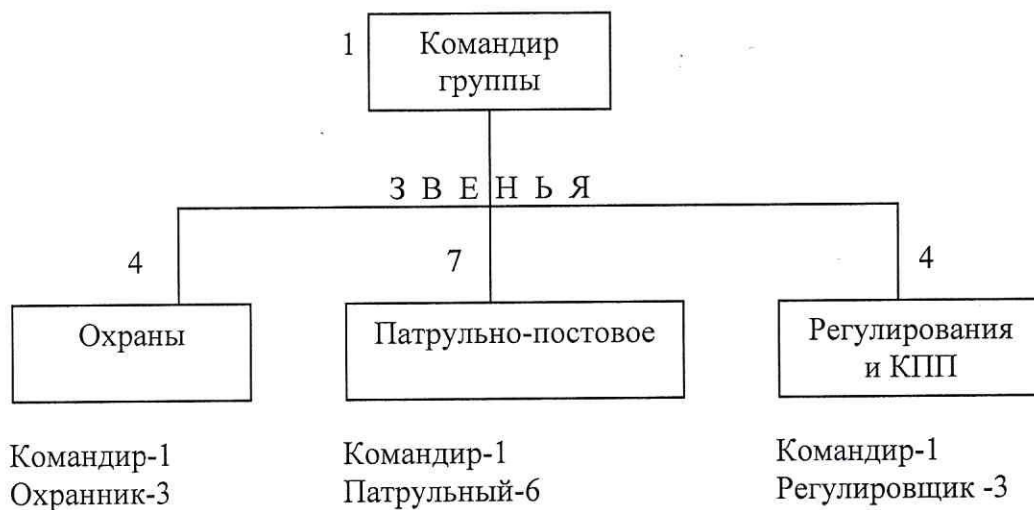 1
Командир
группы
З В Е Н Ь Я
4
7
4
Охраны
Патрульно-постовое
Регулирования
и КПП
Командир-1
Охранник-3
Командир-1
Патрульный-6
Командир-1
Регулировщик -3